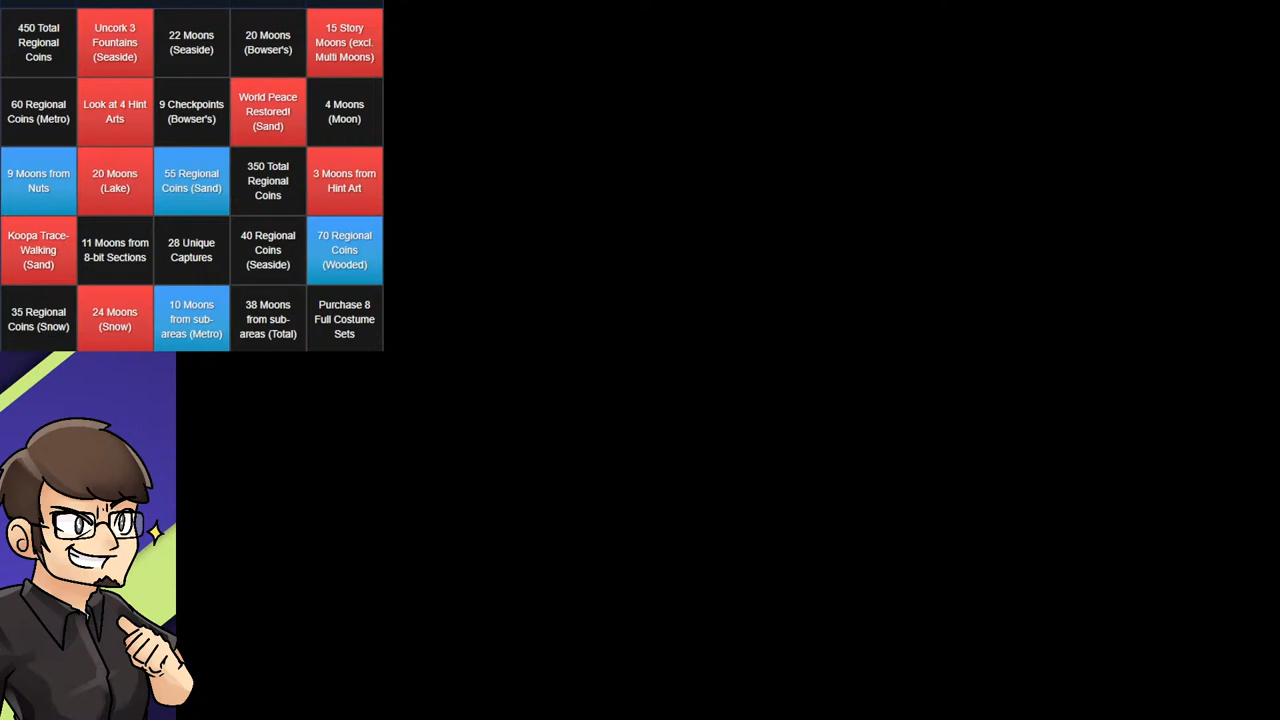 450 Total
Regional
Coins
Uncork 3
Fountains
(Seaside)
22 Moons
(Seaside)
20 Moons
(Bowser's)
15 Story
Moons (excl.
Multi Moons)
60 Regional
Coins (Metro)
Look at 4 Hint
Arts
9 Checkpoints
(Bowser's)
World Peace
Restored!
(Sand)
4 Moons
(Moon)
9 Moons from
Nuts
20 Moons
(Lake)
55 Regional
Coins (Sand)
350 Total
Regional
Coins
3 Moons from
Hint Art
Koopa Trace-
Walking
(Sand)
11 Moons from
8-bit Sections
28 Unique
Captures
40 Regional
Coins
(Seaside)
70 Regional
Coins
(Wooded)
35 Regional
Coins (Snow)
24 Moons
(Snow)
10 Moons
from sub-
areas (Metro)
38 Moons
from sub-
areas (Total)
Purchase 8
Full Costume
Sets